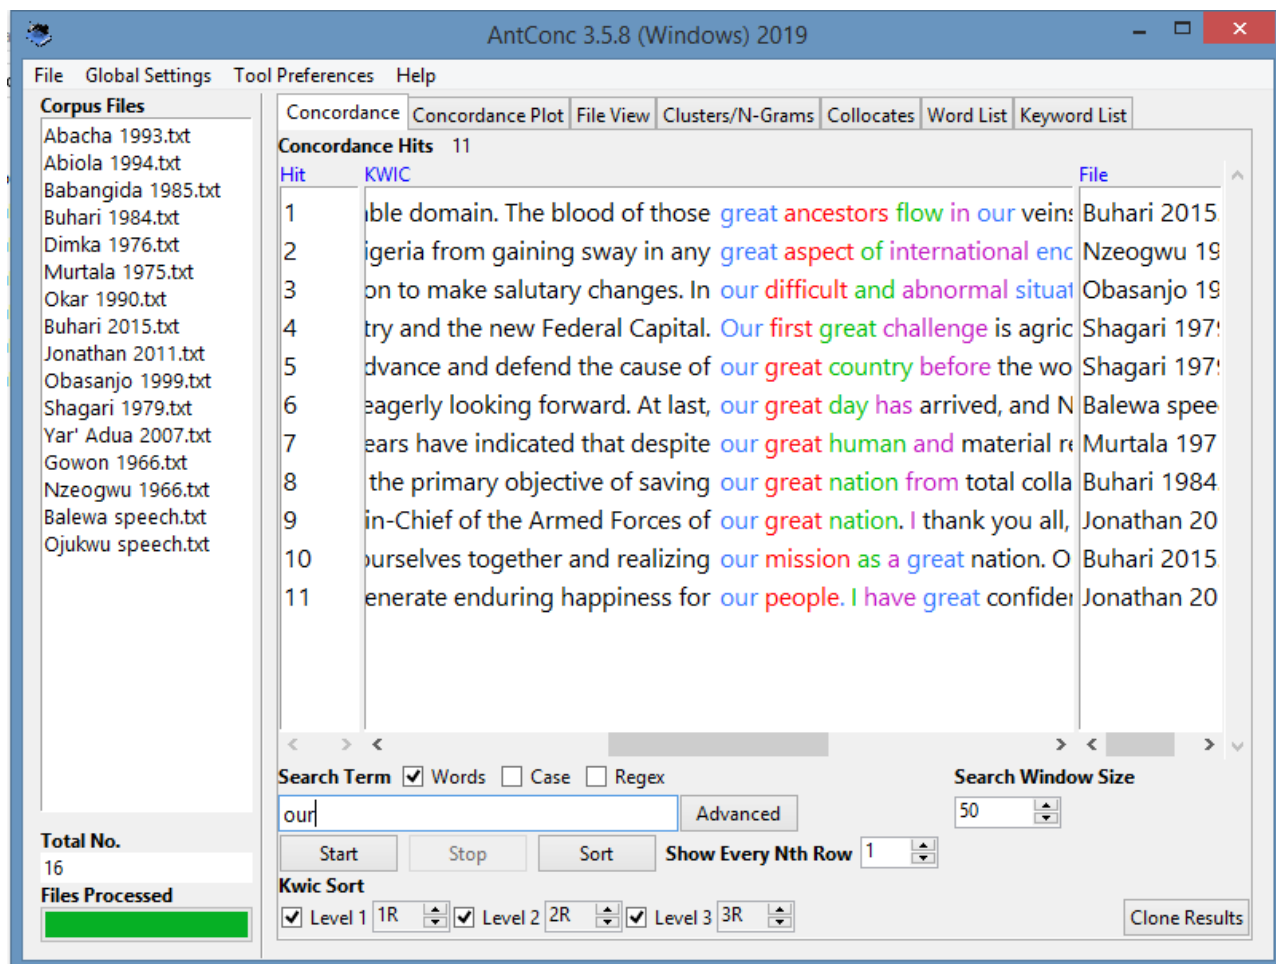 AntConc 3.5.8 (Windows) 2019
File Global Settings Tool Preferences Help
Corpus Files
Abacha 1993.txt
Abiola 1994.txt
Babangida 1985.txt
Buhari 1984.txt
Dimka 1976.txt
Murtala 1975.txt
Okar 1990.txt
Buhari 2015.txt
Jonathan 2011.txt
Obasanjo 1999.txt
Shagari 1979.txt
Yar' Adua 2007.txt
Gowon 1966.txt
Nzeogwu 1966.txt
Balewa speech.txt
Ojukwu speech.txt
Total No.
16
Files Processed
Concordance Concordance Plot File View Clusters/N-Grams Collocates Word List Keyword List
Concordance Hits 11
Hit KWIC File
1 able domain. The blood of those great ancestors flow in our veins Buhari 2015.
2 igeria from gaining sway in any great aspect of international end Nzeogwu 19
3 on to make salutary changes. In our difficult and abnormal situat Obasanjo 19
4 try and the new Federal Capital. Our first great challenge is agric Shagari 1979
5 dvance and defend the cause of our great country before the wo Shagari 1979
6 eagerly looking forward. At last, our great day has arrived, and N Balewa spee
7 ears have indicated that despite our great human and material re Murtala 197
8 the primary objective of saving our great nation from total colla Buhari 1984.
9 in-Chief of the Armed Forces of our great nation. I thank you all, Jonathan 20
10 ourselves together and realizing our mission as a great nation. O Buhari 2015.
11 enerate enduring happiness for our people. I have great confiden Jonathan 20
Search Term Words Case Regex Search Window Size
our Advanced 50
Start Stop Sort Show Every Nth Row 1
Kwic Sort
Level 1 1R Level 2 2R Level 3 3R Clone Results